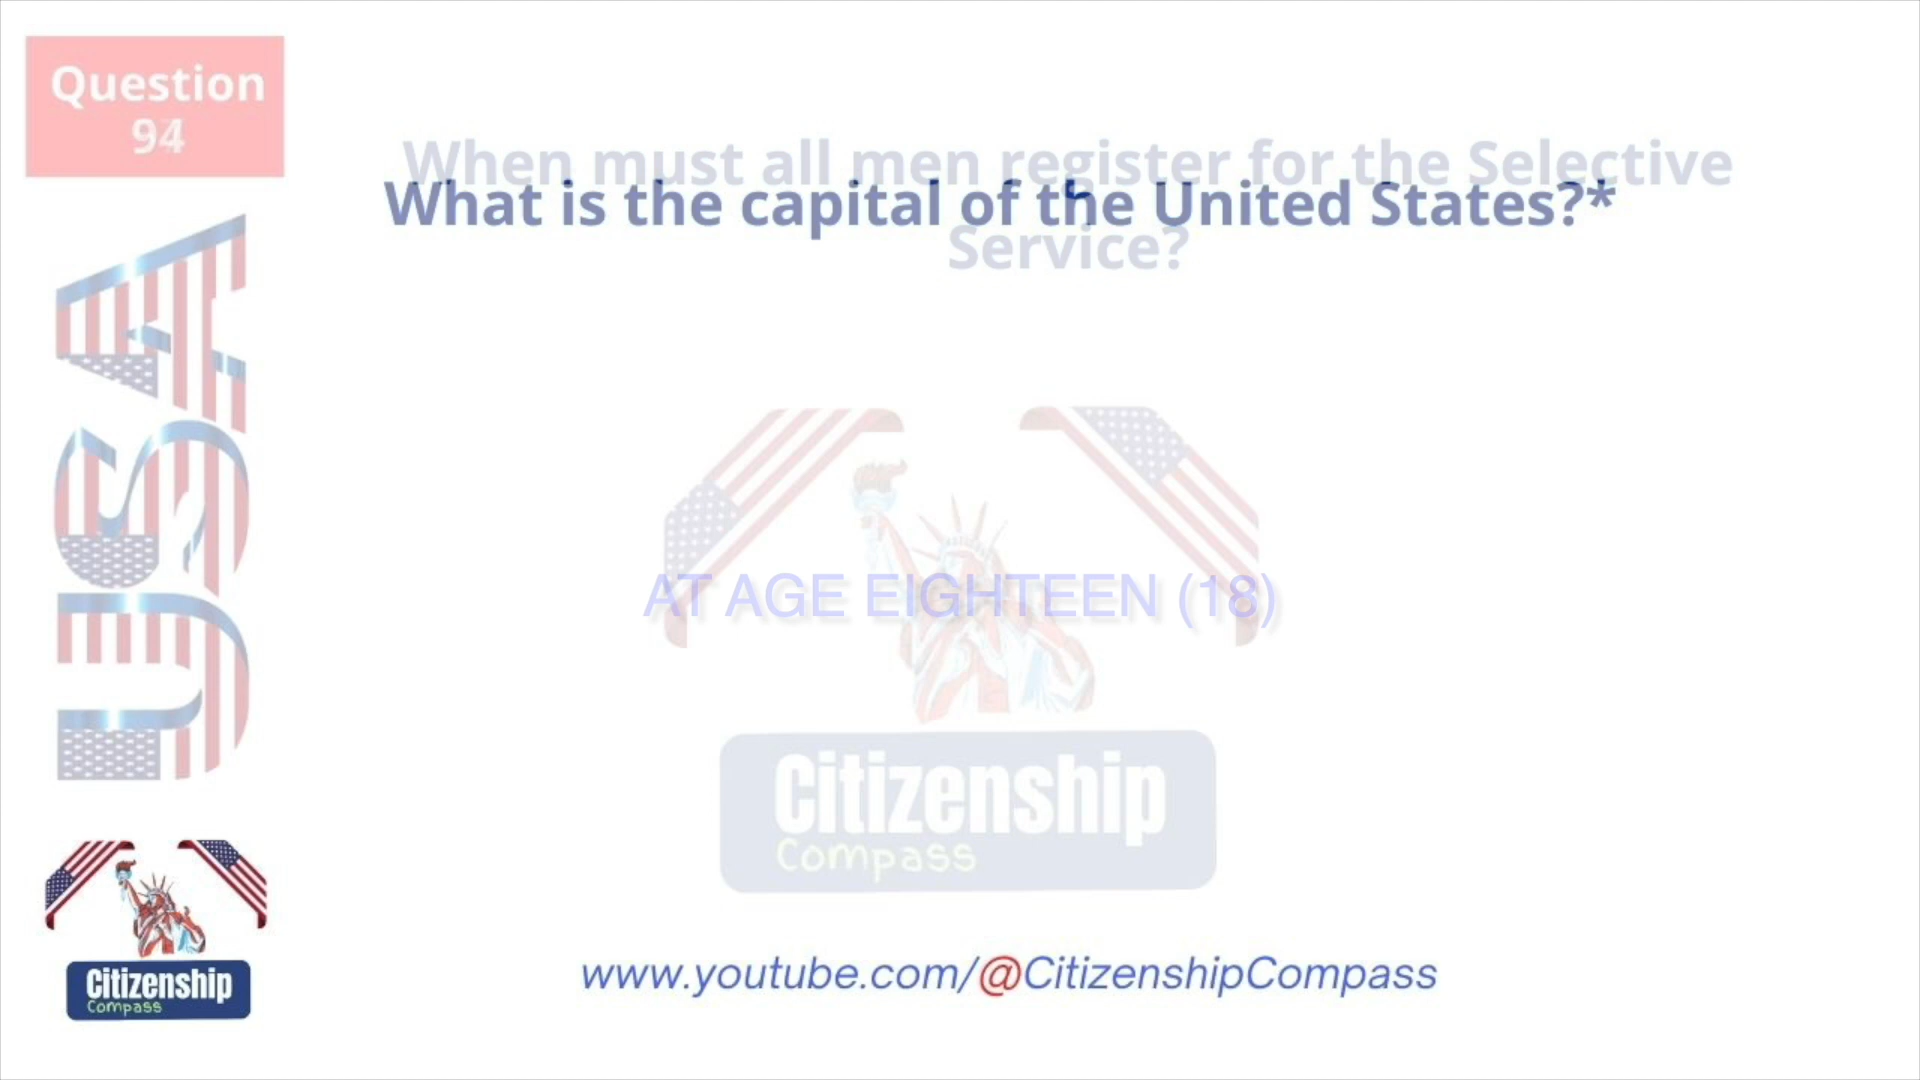 Question
94
When must all men register for the Selective
Service?
What is the capital of the United States?*
USA
AT AGE EIGHTEEN (18)
Citizenship
Compass
Citizenship
Compass
www.youtube.com/@CitizenshipCompass